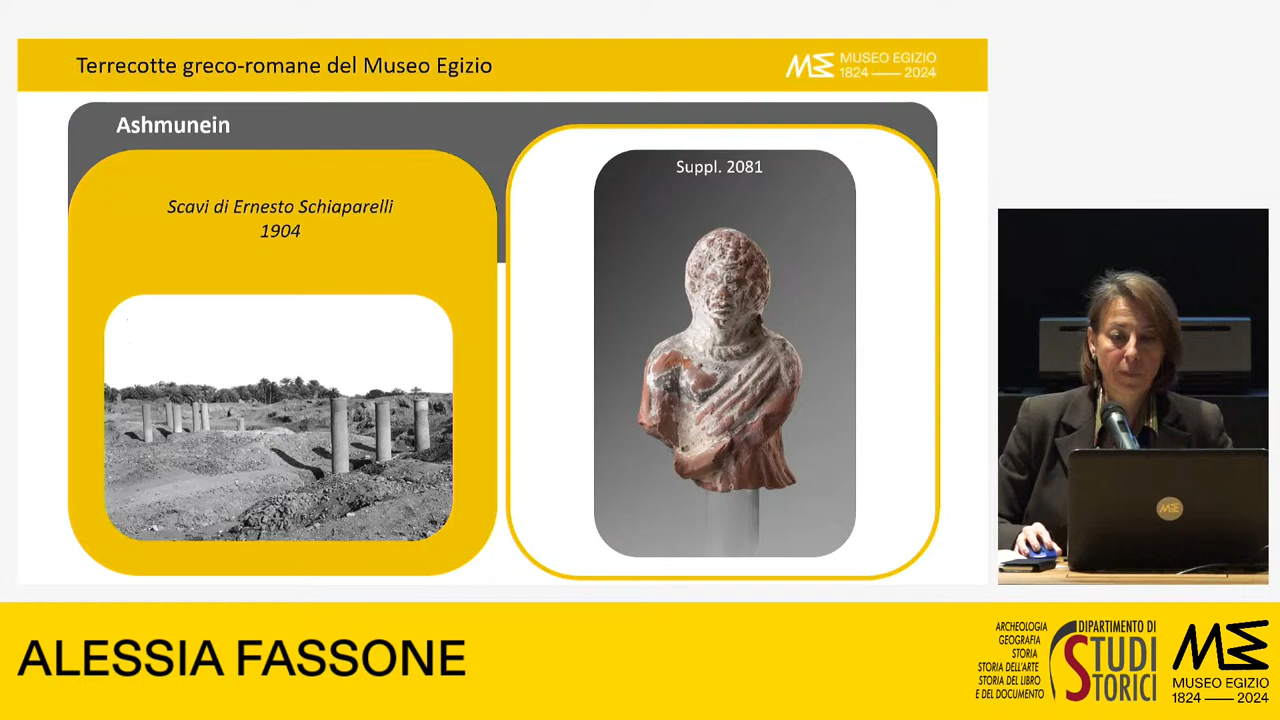 Terrecotte greco-romane del Museo Egizio
MUSEO EGIZIO
1824 — 2024
Ashmunein
Scavi di Ernesto Schiaparelli
1904
Suppl. 2081
ALESSIA FASSONE
ARCHEOLOGIA
GEOGRAFIA
STORIA
STORIA DELL'ARTE
STORIA DEL LIBRO
E DEL DOCUMENTO
DIPARTIMENTO DI
STUDI
STORICI
MUSEO EGIZIO
1824 — 2024